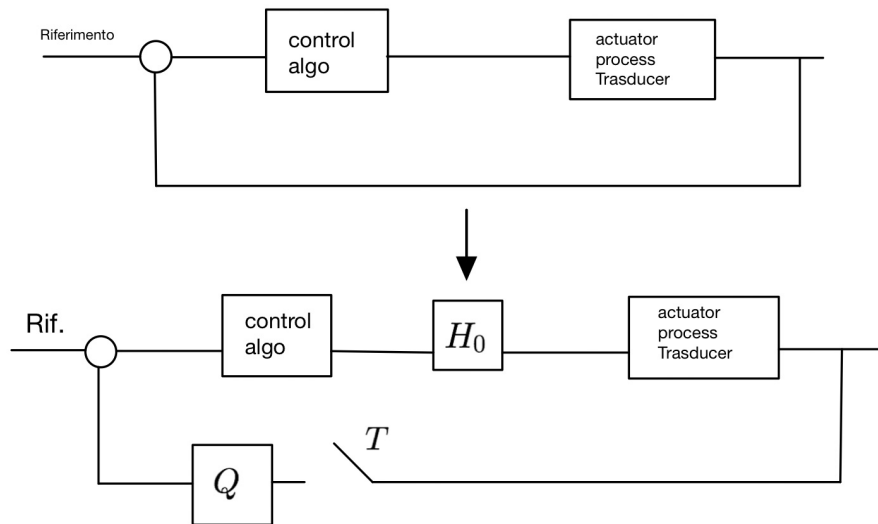 Riferimento
control
algo
actuator
process
Trasducer
Rif.
control
algo
H₀
actuator
process
Trasducer
Q
T